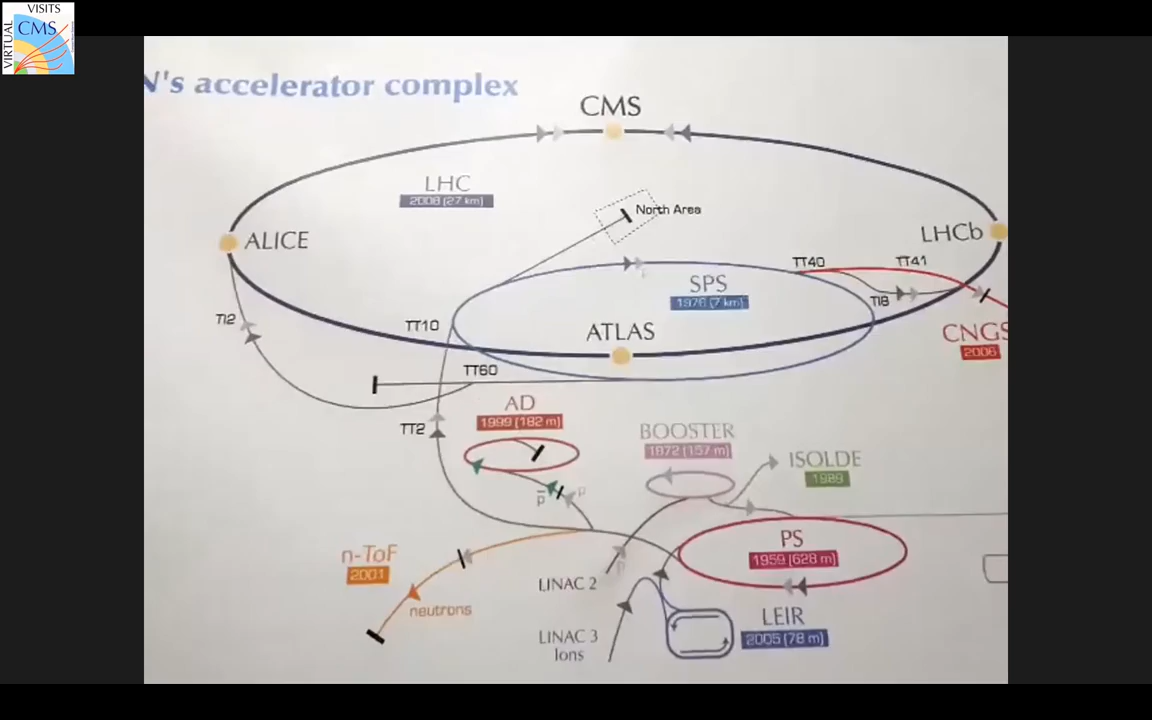 VISITS
VIRTUAL
CMS
N's accelerator complex
CMS
LHC
2008 (27 km)
North Area
ALICE
LHCb
TT40
TT41
SPS
1976 (7 km)
TI8
TI2
TT10
ATLAS
CNGS
2006
TT60
AD
1999 (182 m)
TT2
BOOSTER
1972 (157 m)
ISOLDE
1989
p
p
PS
1959 (628 m)
n-ToF
2001
LINAC 2
p
neutrons
LEIR
2005 (78 m)
LINAC 3
Ions